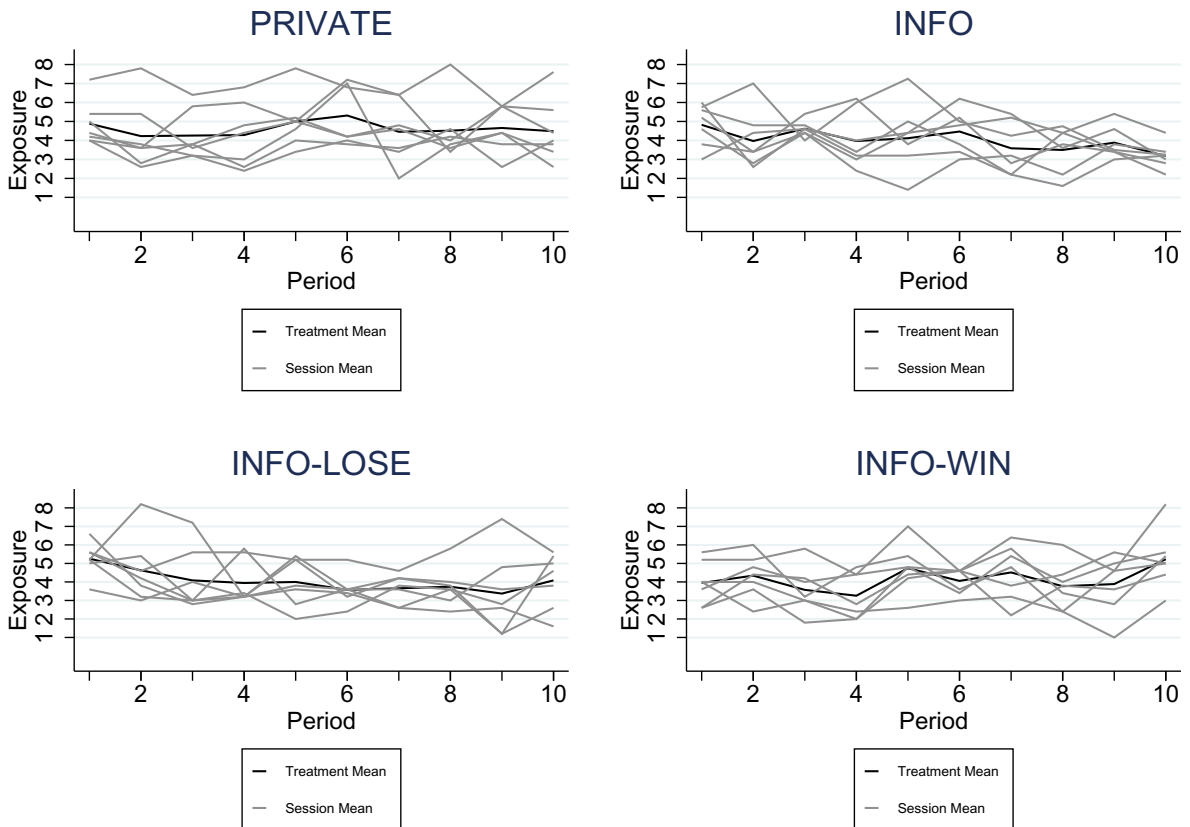 PRIVATE
Exposure
1 2 3 4 5 6 7 8
2 4 6 8 10
Period
Treatment Mean
Session Mean
INFO
Exposure
1 2 3 4 5 6 7 8
2 4 6 8 10
Period
Treatment Mean
Session Mean
INFO-LOSE
Exposure
1 2 3 4 5 6 7 8
2 4 6 8 10
Period
Treatment Mean
Session Mean
INFO-WIN
Exposure
1 2 3 4 5 6 7 8
2 4 6 8 10
Period
Treatment Mean
Session Mean